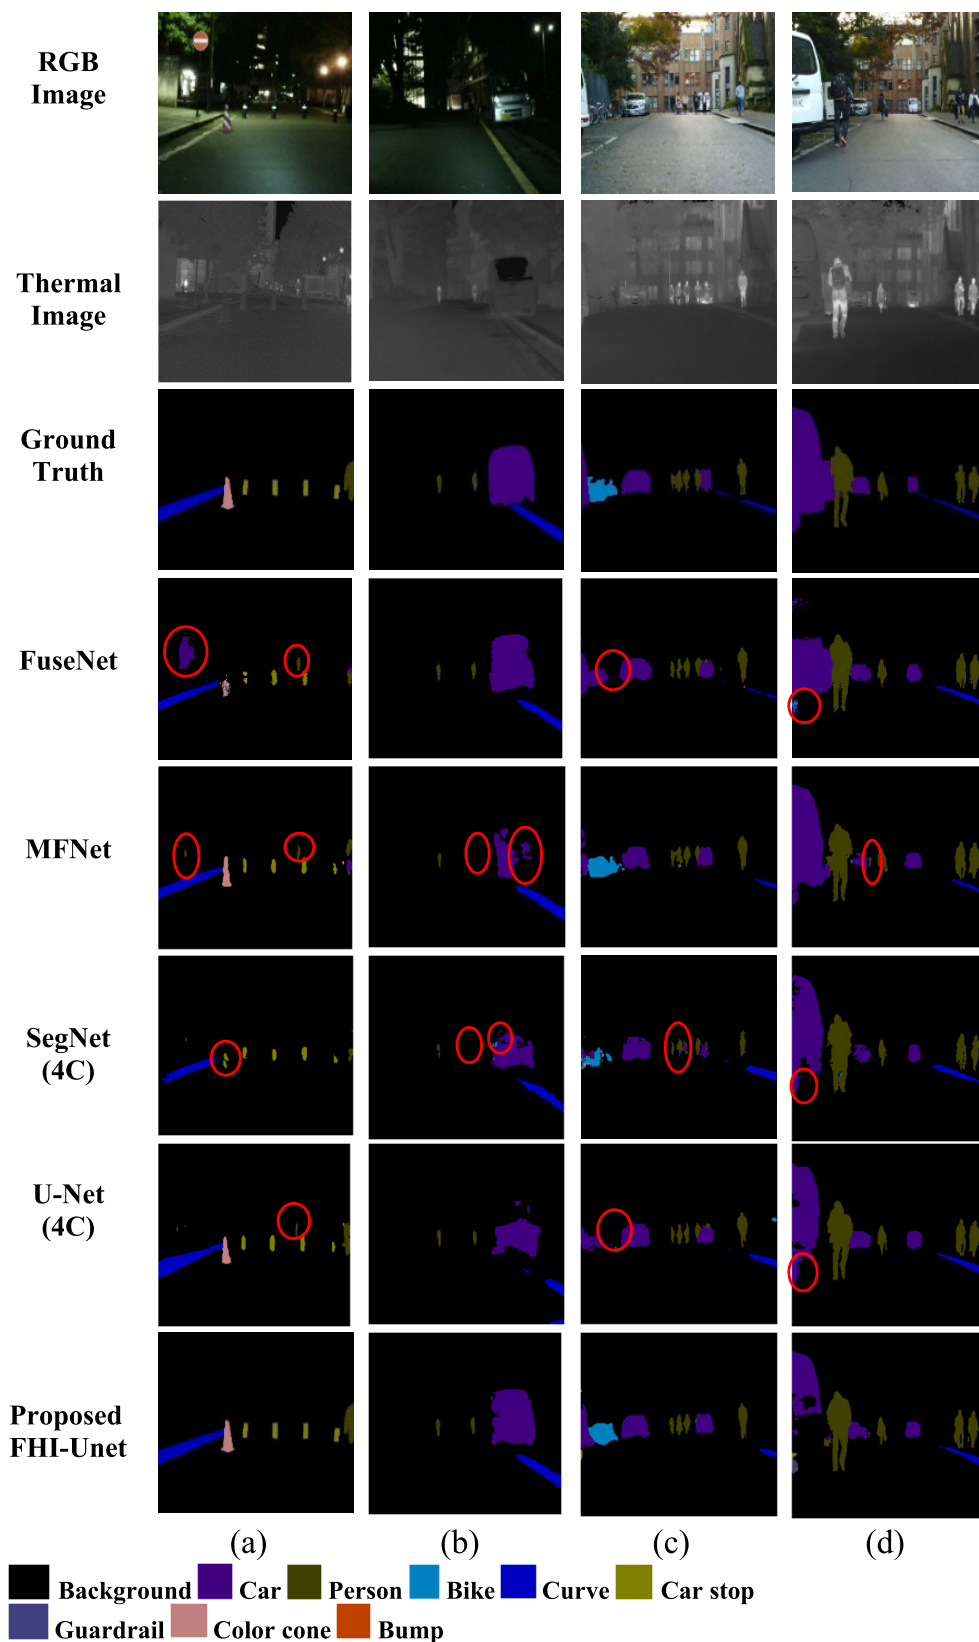 RGB
Image
Thermal
Image
Ground
Truth
FuseNet
MFNet
SegNet
(4C)
U-Net
(4C)
Proposed
FHI-Unet
(a) (b) (c) (d)
Background Car Person Bike Curve Car stop
Guardrail Color cone Bump